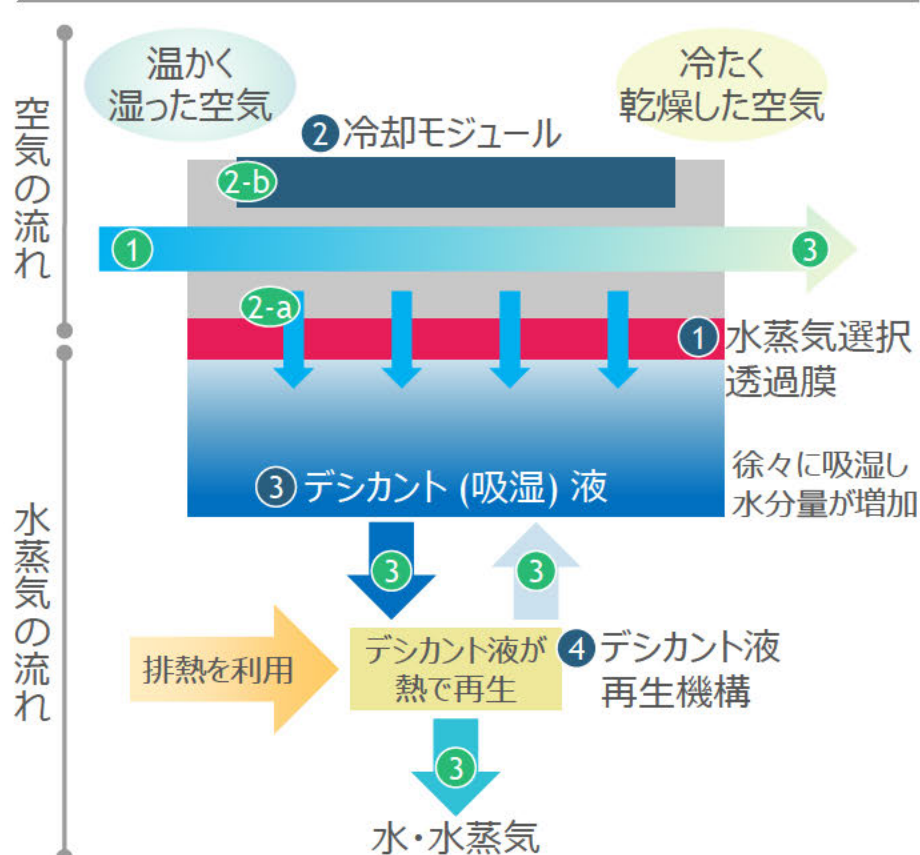 温かく
湿った空気
冷たく
乾燥した空気
空気の流れ
2 冷却モジュール
2-b
1
3
2-a
1 水蒸気選択
透過膜
3 デシカント (吸湿) 液
徐々に吸湿し
水分量が増加
水蒸気の流れ
3
3
排熱を利用
デシカント液が
熱で再生
4 デシカント液
再生機構
3
水・水蒸気